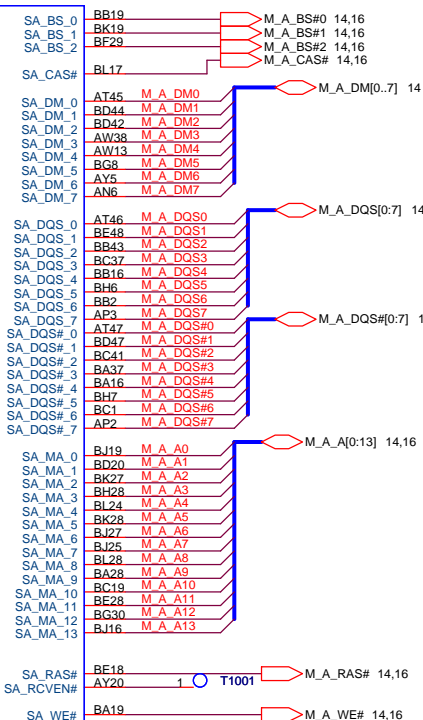 SA_BS_0 BB19 M_A_BS#0 14,16
SA_BS_1 BK19 M_A_BS#1 14,16
SA_BS_2 BF29 M_A_BS#2 14,16
SA_CAS# BL17 M_A_CAS# 14,16
M_A_DM[0..7] 14
SA_DM_0 AT45 M_A_DM0
SA_DM_1 BD44 M_A_DM1
SA_DM_2 BD42 M_A_DM2
SA_DM_3 AW38 M_A_DM3
SA_DM_4 AW13 M_A_DM4
SA_DM_5 BG8 M_A_DM5
SA_DM_6 AY5 M_A_DM6
SA_DM_7 AN6 M_A_DM7
M_A_DQS[0:7] 14
SA_DQS_0 AT46 M_A_DQS0
SA_DQS_1 BE48 M_A_DQS1
SA_DQS_2 BB43 M_A_DQS2
SA_DQS_3 BC37 M_A_DQS3
SA_DQS_4 BB16 M_A_DQS4
SA_DQS_5 BH6 M_A_DQS5
SA_DQS_6 BB2 M_A_DQS6
SA_DQS_7 AP3 M_A_DQS7
M_A_DQS#[0:7] 1
SA_DQS#_0 AT47 M_A_DQS#0
SA_DQS#_1 BD47 M_A_DQS#1
SA_DQS#_2 BC41 M_A_DQS#2
SA_DQS#_3 BA37 M_A_DQS#3
SA_DQS#_4 BA16 M_A_DQS#4
SA_DQS#_5 BH7 M_A_DQS#5
SA_DQS#_6 BC1 M_A_DQS#6
SA_DQS#_7 AP2 M_A_DQS#7
M_A_A[0:13] 14,16
SA_MA_0 BJ19 M_A_A0
SA_MA_1 BD20 M_A_A1
SA_MA_2 BK27 M_A_A2
SA_MA_3 BH28 M_A_A3
SA_MA_4 BL24 M_A_A4
SA_MA_5 BK28 M_A_A5
SA_MA_6 BJ27 M_A_A6
SA_MA_7 BJ25 M_A_A7
SA_MA_8 BL28 M_A_A8
SA_MA_9 BA28 M_A_A9
SA_MA_10 BC19 M_A_A10
SA_MA_11 BE28 M_A_A11
SA_MA_12 BG30 M_A_A12
SA_MA_13 BJ16 M_A_A13
SA_RAS# BE18 M_A_RAS# 14,16
SA_RCVEN# AY20 1 T1001
SA_WE# BA19 M_A_WE# 14,16